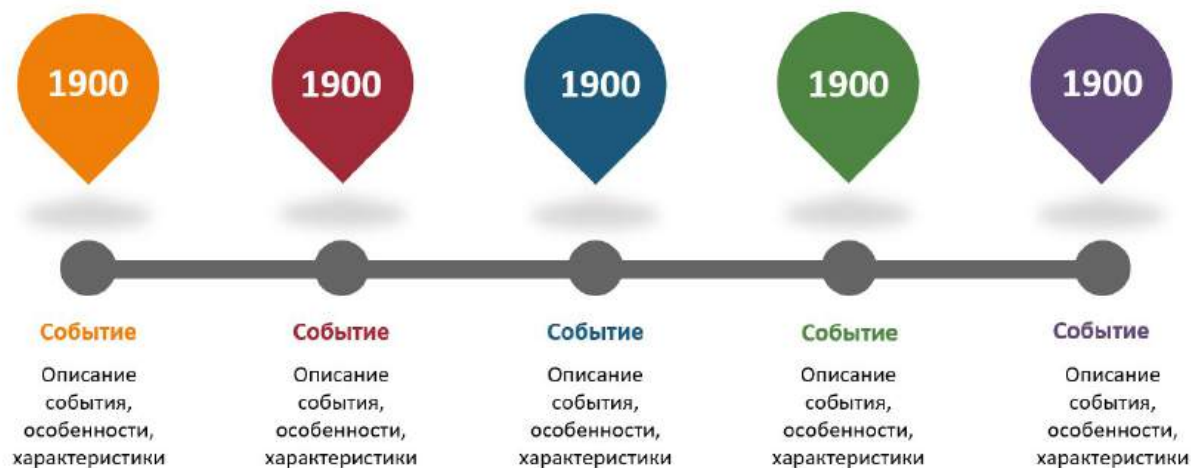 1900
1900
1900
1900
1900
Событие
Описание
события,
особенности,
характеристики
Событие
Описание
события,
особенности,
характеристики
Событие
Описание
события,
особенности,
характеристики
Событие
Описание
события,
особенности,
характеристики
Событие
Описание
события,
особенности,
характеристики